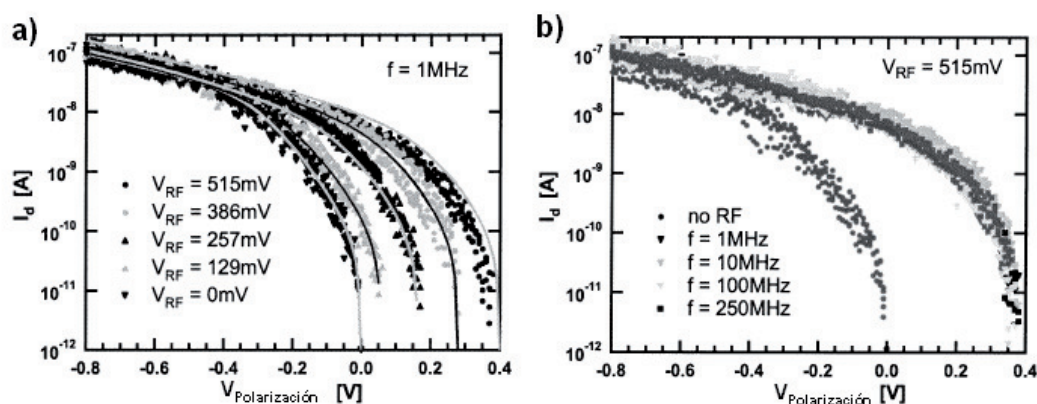 a)
f = 1MHz
I_d [A]
10⁻⁷
10⁻⁸
10⁻⁹
10⁻¹⁰
10⁻¹¹
10⁻¹²
V_RF = 515mV
V_RF = 386mV
V_RF = 257mV
V_RF = 129mV
V_RF = 0mV
-0.8 -0.6 -0.4 -0.2 0.0 0.2 0.4
V_Polarización [V]
b)
V_RF = 515mV
I_d [A]
10⁻⁷
10⁻⁸
10⁻⁹
10⁻¹⁰
10⁻¹¹
10⁻¹²
no RF
f = 1MHz
f = 10MHz
f = 100MHz
f = 250MHz
-0.8 -0.6 -0.4 -0.2 0.0 0.2 0.4
V_Polarización [V]